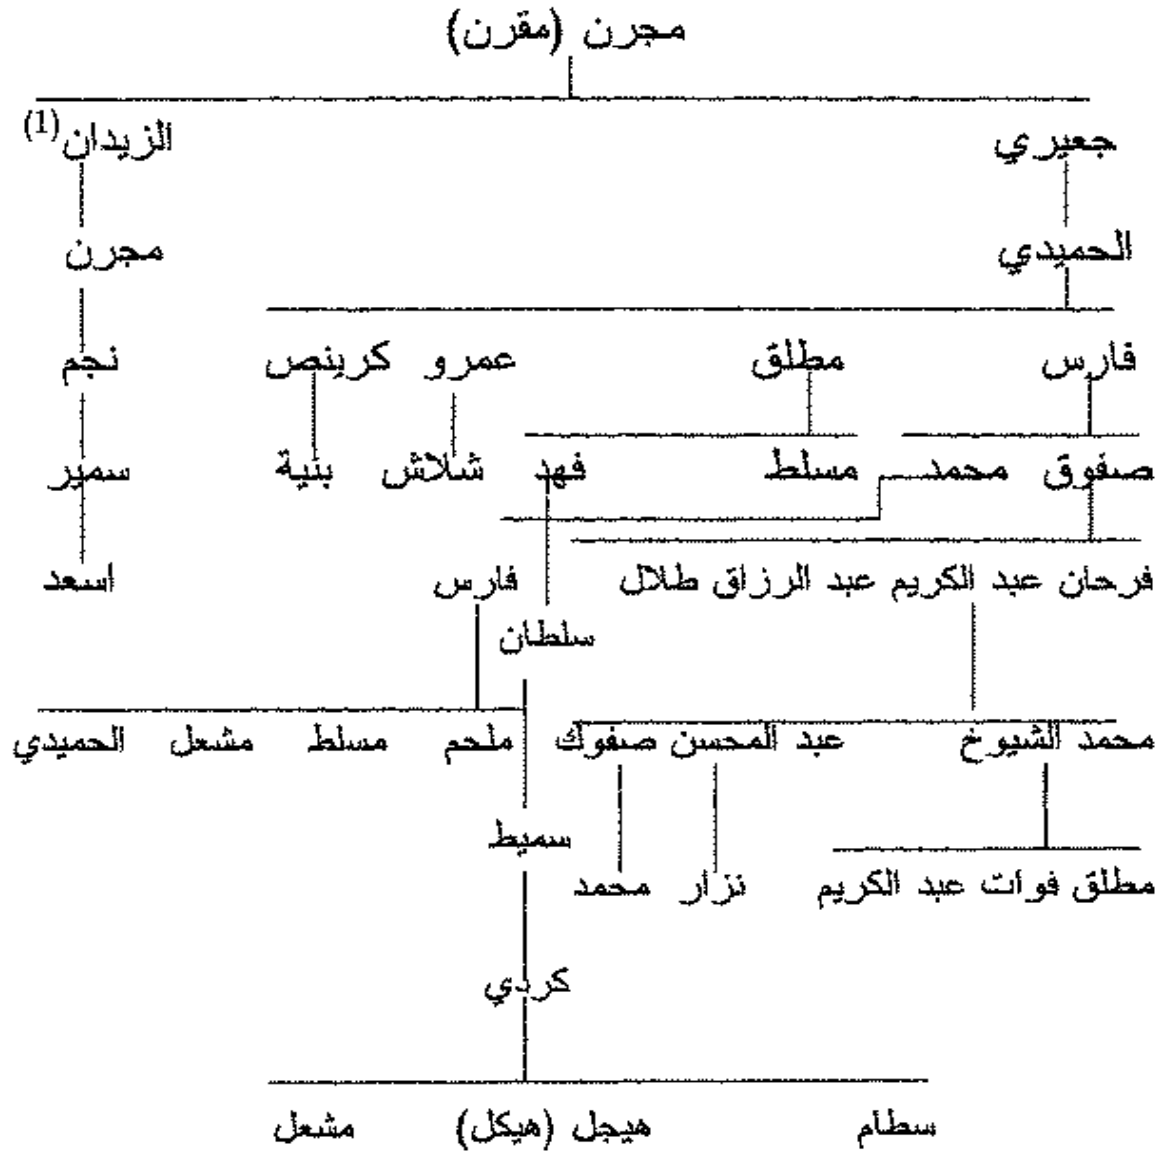 مجرن (مقرن)
جعيري الزيدان(1)
الحميدي مجرن
فارس مطلق عمرو كرينص نجم
صفوق محمد مسلط فهد شلاش بنية سمير
فرحان عبد الكريم عبد الرزاق طلال فارس اسعد
سلطان
محمد الشيوخ عبد المحسن صفوك ملحم مسلط مشعل الحميدي
سميط
مطلق فوات عبد الكريم نزار محمد
كردي
سطام هيجل (هيكل) مشعل